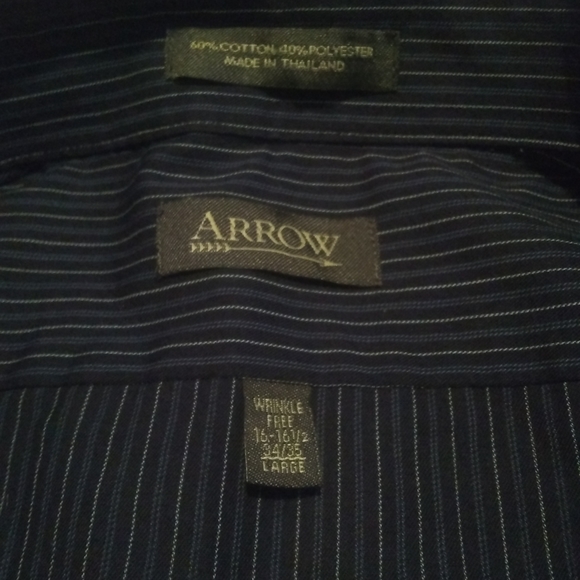 60% COTTON 40% POLYESTER
MADE IN THAILAND
ARROW
WRINKLE
FREE
16-16 1/2
34/35
LARGE